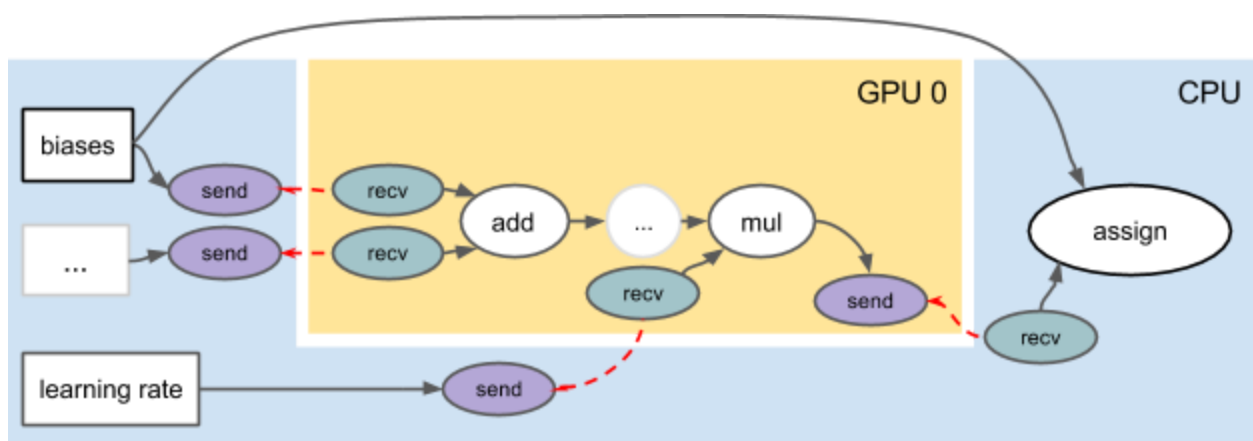 GPU 0
CPU
biases
send
recv
...
send
recv
add
...
mul
assign
recv
send
recv
learning rate
send